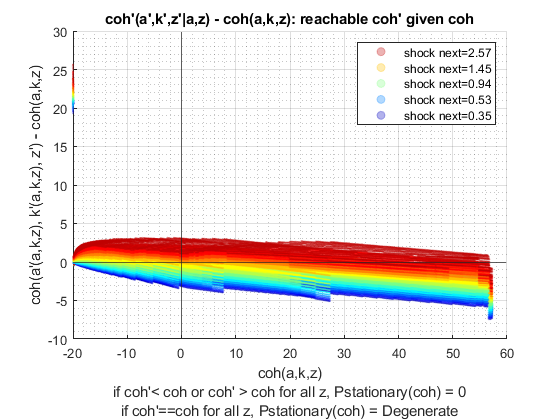 coh'(a',k',z'|a,z) - coh(a,k,z): reachable coh' given coh
coh(a'(a,k,z), k'(a,k,z), z') - coh(a,k,z)
30
25
20
15
10
5
0
-5
-10
shock next=2.57
shock next=1.45
shock next=0.94
shock next=0.53
shock next=0.35
-20 -10 0 10 20 30 40 50 60
coh(a,k,z)
if coh'< coh or coh' > coh for all z, Pstationary(coh) = 0
if coh'==coh for all z, Pstationary(coh) = Degenerate